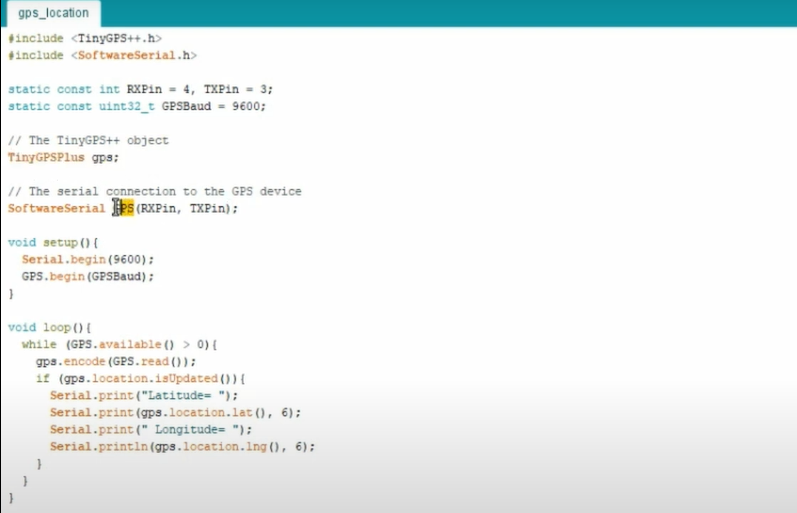 gps_location
#include <TinyGPS++.h>
#include <SoftwareSerial.h>
static const int RXPin = 4, TXPin = 3;
static const uint32_t GPSBaud = 9600;
// The TinyGPS++ object
TinyGPSPlus gps;
// The serial connection to the GPS device
SoftwareSerial GPS(RXPin, TXPin);
void setup(){
  Serial.begin(9600);
  GPS.begin(GPSBaud);
}
void loop(){
  while (GPS.available() > 0){
    gps.encode(GPS.read());
    if (gps.location.isUpdated()){
      Serial.print("Latitude= ");
      Serial.print(gps.location.lat(), 6);
      Serial.print(" Longitude= ");
      Serial.println(gps.location.lng(), 6);
    }
  }
}